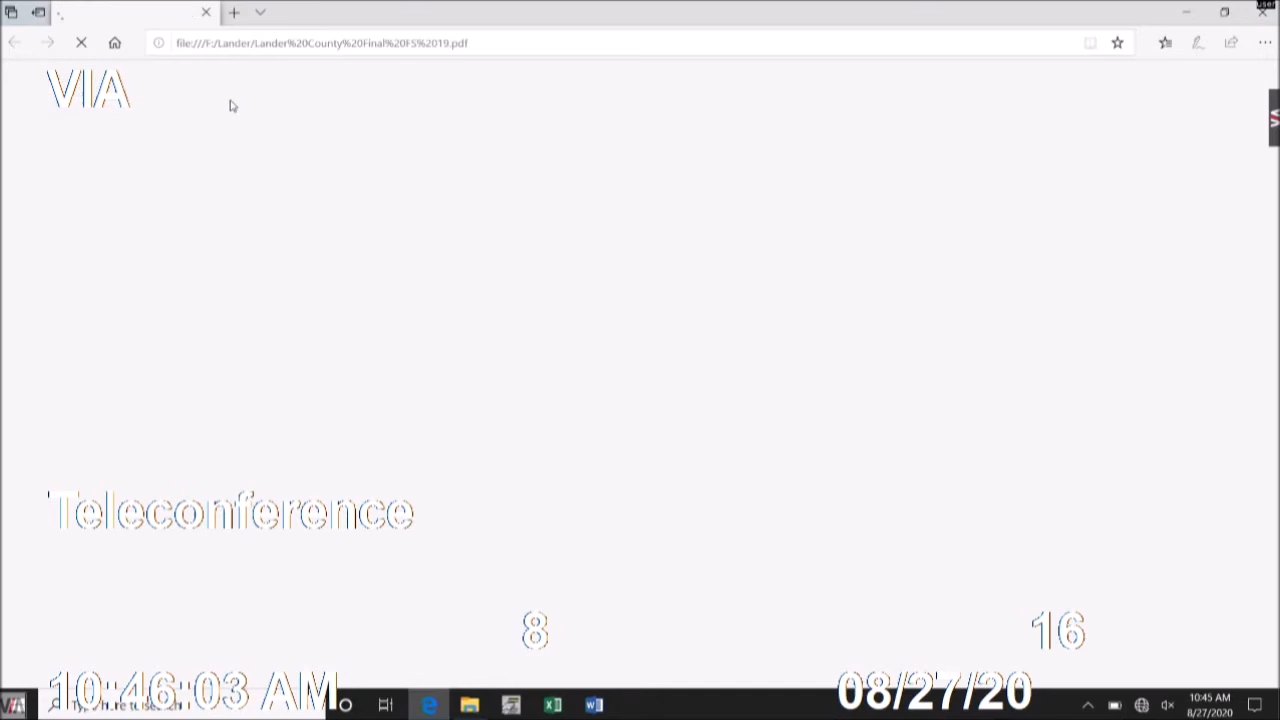 user
file:///F:/Lander/Lander%20County%20Final%20FS%2019.pdf
VIA
Teleconference
8 16
10:46:03 AM 08/27/20
10:45 AM
8/27/2020